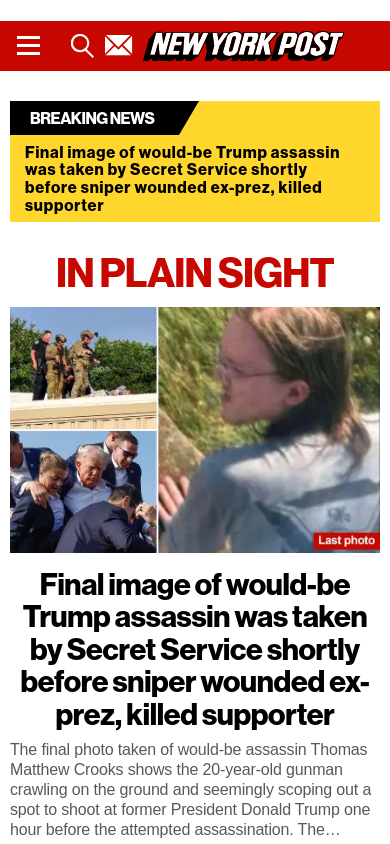 NEW YORK POST
BREAKING NEWS
Final image of would-be Trump assassin
was taken by Secret Service shortly
before sniper wounded ex-prez, killed
supporter
IN PLAIN SIGHT
Last photo
Final image of would-be
Trump assassin was taken
by Secret Service shortly
before sniper wounded ex-
prez, killed supporter
The final photo taken of would-be assassin Thomas
Matthew Crooks shows the 20-year-old gunman
crawling on the ground and seemingly scoping out a
spot to shoot at former President Donald Trump one
hour before the attempted assassination. The…